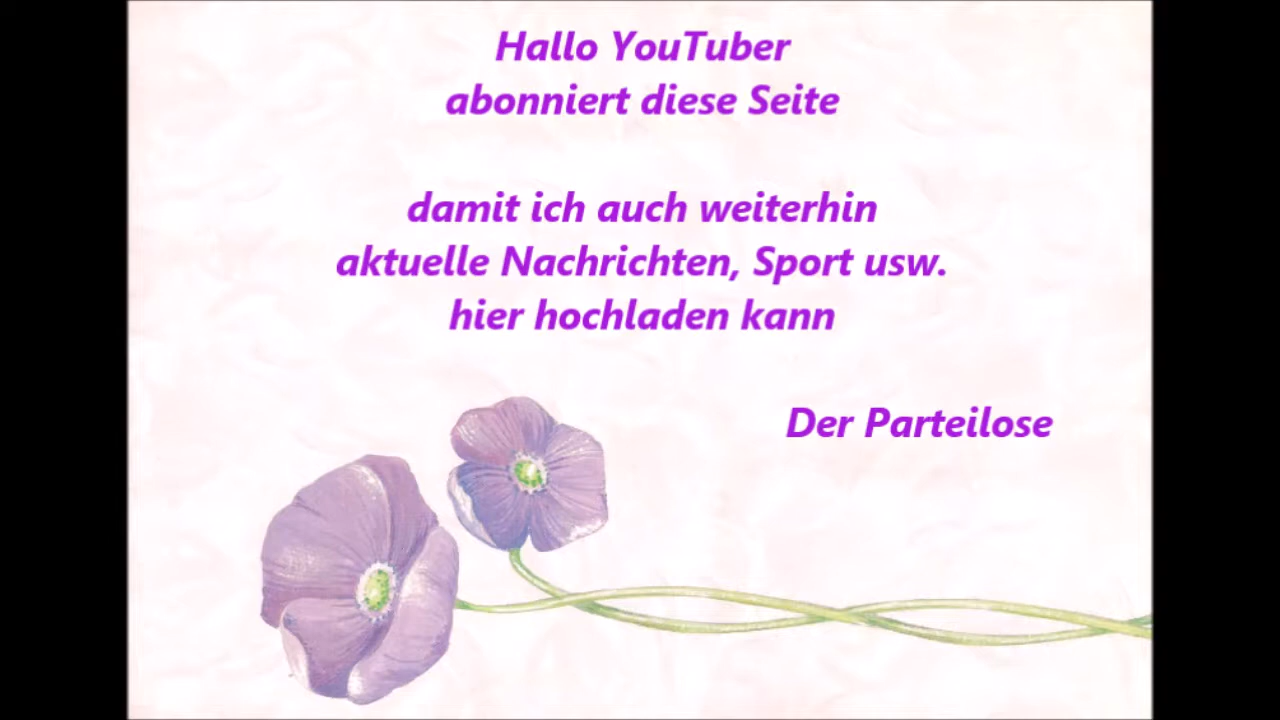 Hallo YouTuber
abonniert diese Seite
damit ich auch weiterhin
aktuelle Nachrichten, Sport usw.
hier hochladen kann
Der Parteilose